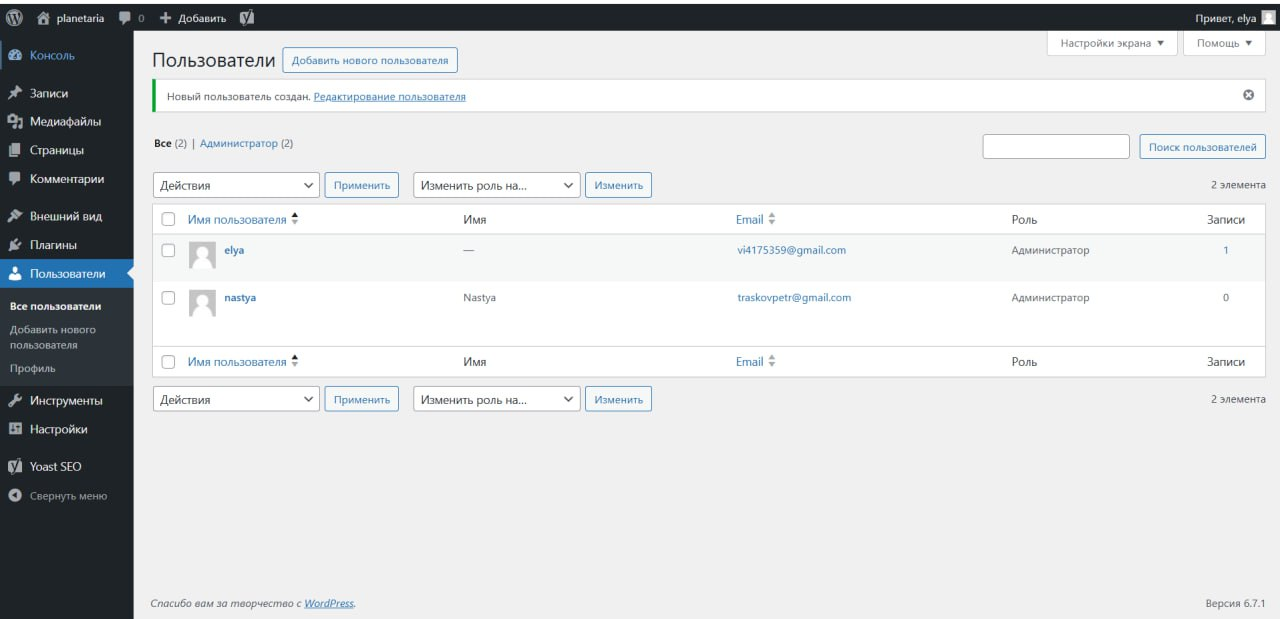 planetaria 0 Добавить Привет, elya
Консоль
Записи
Медиафайлы
Страницы
Комментарии
Внешний вид
Плагины
Пользователи
Все пользователи
Добавить нового
пользователя
Профиль
Инструменты
Настройки
Yoast SEO
Свернуть меню
Настройки экрана ▼ Помощь ▼
Пользователи Добавить нового пользователя
Новый пользователь создан. Редактирование пользователя
Все (2) | Администратор (2) Поиск пользователей
Действия Применить Изменить роль на... Изменить 2 элемента
Имя пользователя Имя Email Роль Записи
elya — vi4175359@gmail.com Администратор 1
nastya Nastya traskovpetr@gmail.com Администратор 0
Имя пользователя Имя Email Роль Записи
Действия Применить Изменить роль на... Изменить 2 элемента
Спасибо вам за творчество с WordPress. Версия 6.7.1